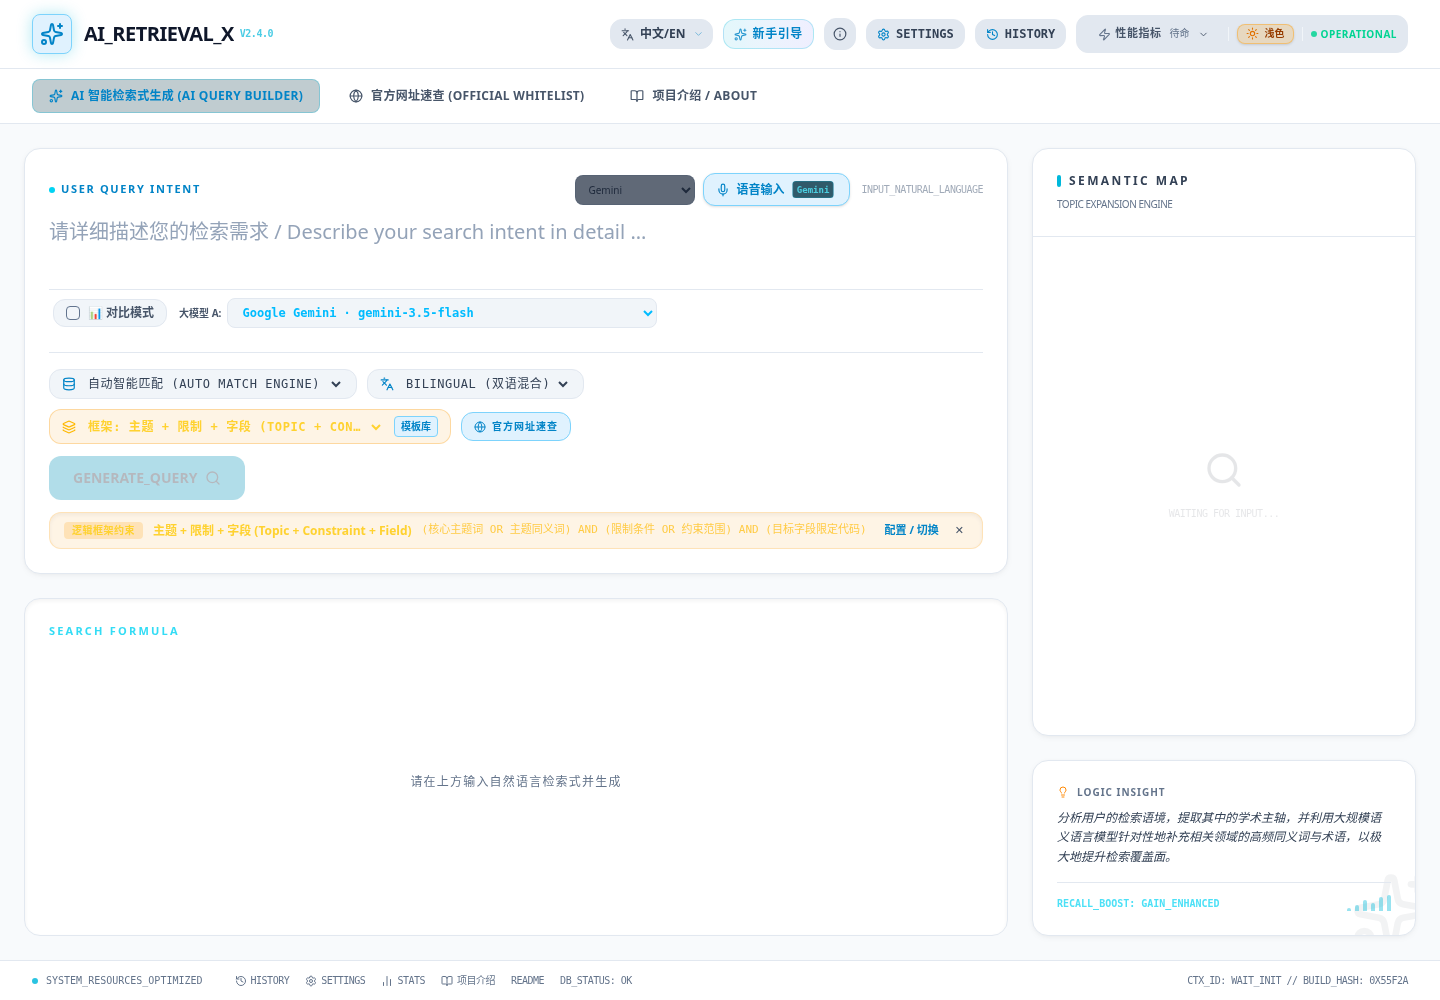 AI_RETRIEVAL_X V2.4.0
中文/EN
新手引导
SETTINGS
HISTORY
性能指标 待命
浅色
OPERATIONAL
AI 智能检索式生成 (AI QUERY BUILDER)
官方网址速查 (OFFICIAL WHITELIST)
项目介绍 / ABOUT
USER QUERY INTENT
Gemini
语音输入 Gemini
INPUT_NATURAL_LANGUAGE
请详细描述您的检索需求 / Describe your search intent in detail ...
📊 对比模式
大模型 A:
Google Gemini · gemini-3.5-flash
自动智能匹配 (AUTO MATCH ENGINE)
BILINGUAL (双语混合)
框架: 主题 + 限制 + 字段 (TOPIC + CON…
模板库
官方网址速查
GENERATE_QUERY
逻辑框架约束
主题 + 限制 + 字段 (Topic + Constraint + Field)
(核心主题词 OR 主题同义词) AND (限制条件 OR 约束范围) AND (目标字段限定代码)
配置 / 切换
✕
SEARCH FORMULA
请在上方输入自然语言检索式并生成
SEMANTIC MAP
TOPIC EXPANSION ENGINE
WAITING FOR INPUT...
LOGIC INSIGHT
分析用户的检索语境，提取其中的学术主轴，并利用大规模语
义语言模型针对性地补充相关领域的高频同义词与术语，以极
大地提升检索覆盖面。
RECALL_BOOST: GAIN_ENHANCED
SYSTEM_RESOURCES_OPTIMIZED
HISTORY
SETTINGS
STATS
项目介绍
README
DB_STATUS: OK
CTX_ID: WAIT_INIT // BUILD_HASH: 0X55F2A